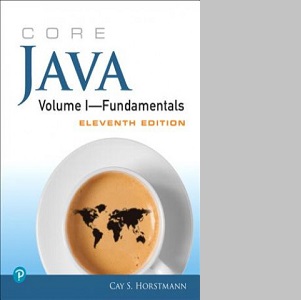 CORE
JAVA
Volume I—Fundamentals
ELEVENTH EDITION
P
CAY S. HORSTMANN